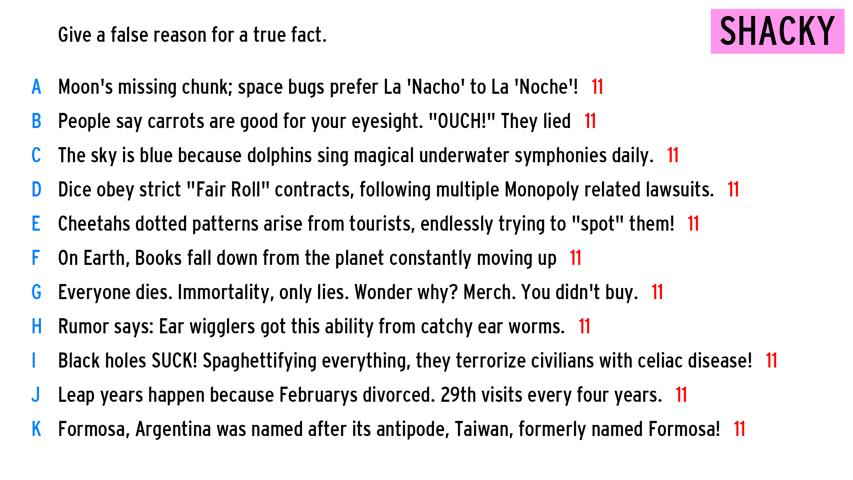 Give a false reason for a true fact.
SHACKY
A Moon's missing chunk; space bugs prefer La 'Nacho' to La 'Noche'! 11
B People say carrots are good for your eyesight. "OUCH!" They lied 11
C The sky is blue because dolphins sing magical underwater symphonies daily. 11
D Dice obey strict "Fair Roll" contracts, following multiple Monopoly related lawsuits. 11
E Cheetahs dotted patterns arise from tourists, endlessly trying to "spot" them! 11
F On Earth, Books fall down from the planet constantly moving up 11
G Everyone dies. Immortality, only lies. Wonder why? Merch. You didn't buy. 11
H Rumor says: Ear wigglers got this ability from catchy ear worms. 11
I Black holes SUCK! Spaghettifying everything, they terrorize civilians with celiac disease! 11
J Leap years happen because Februarys divorced. 29th visits every four years. 11
K Formosa, Argentina was named after its antipode, Taiwan, formerly named Formosa! 11